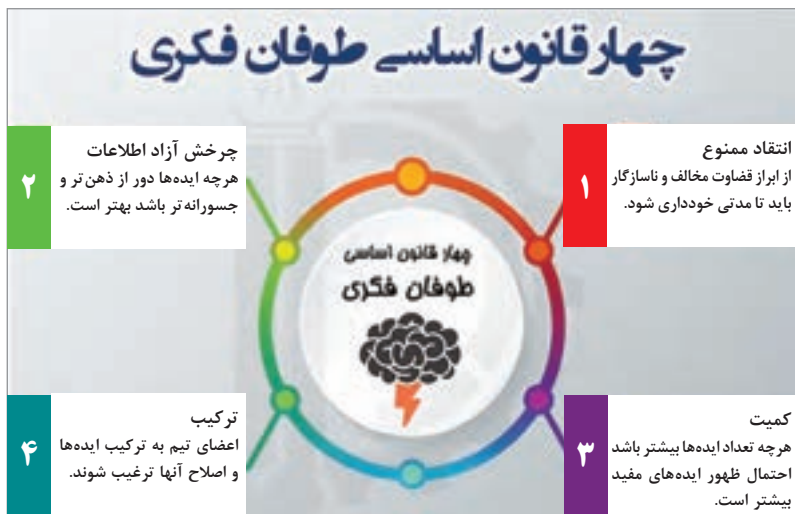 چهار قانون اساسی طوفان فکری
۱
انتقاد ممنوع
از ابراز قضاوت مخالف و ناسازگار
باید تا مدتی خودداری شود.
۲
چرخش آزاد اطلاعات
هرچه ایده‌ها دور از ذهن‌تر و
جسورانه‌تر باشد بهتر است.
چهار قانون اساسی
طوفان فکری
۳
کمیت
هرچه تعداد ایده‌ها بیشتر باشد
احتمال ظهور ایده‌های مفید
بیشتر است.
۴
ترکیب
اعضای تیم به ترکیب ایده‌ها
و اصلاح آنها ترغیب شوند.